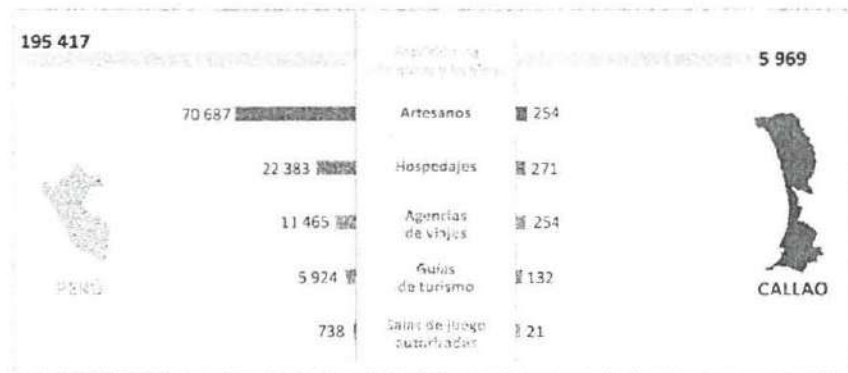 195 417
5 969
70 687 Artesanos 254
22 383 Hospedajes 271
11 465 Agencias de viajes 254
5 924 Guías de turismo 132
738 Salas de juego autorizadas 21
PERÚ
CALLAO